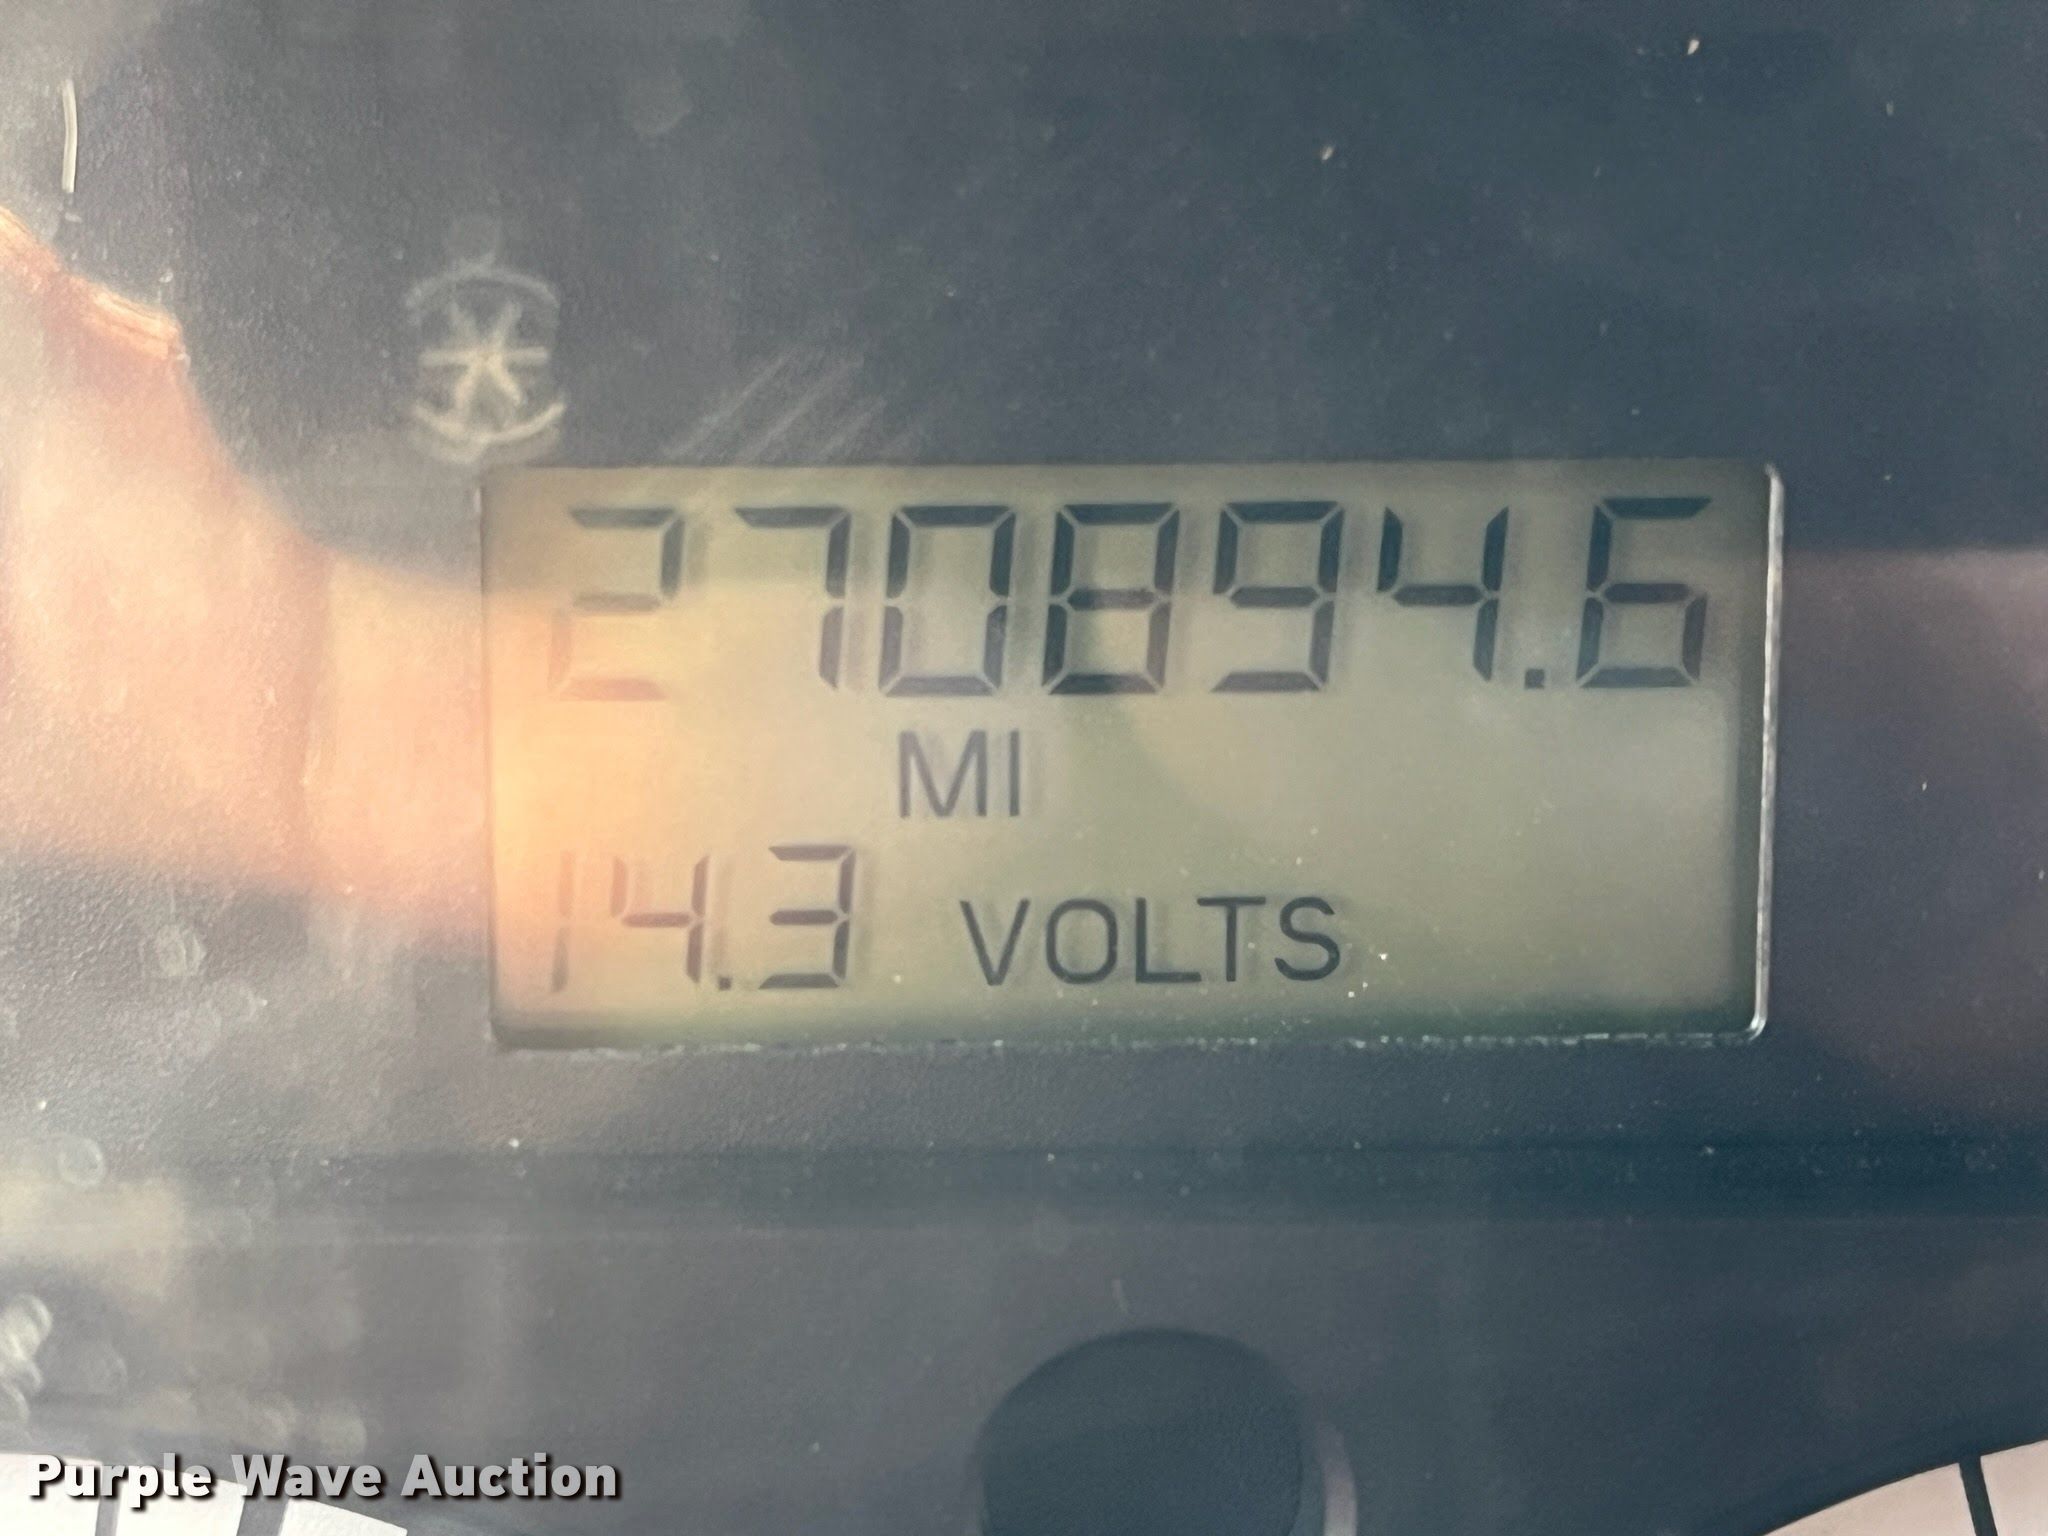 270894.6
MI
14.3 VOLTS
Purple Wave Auction